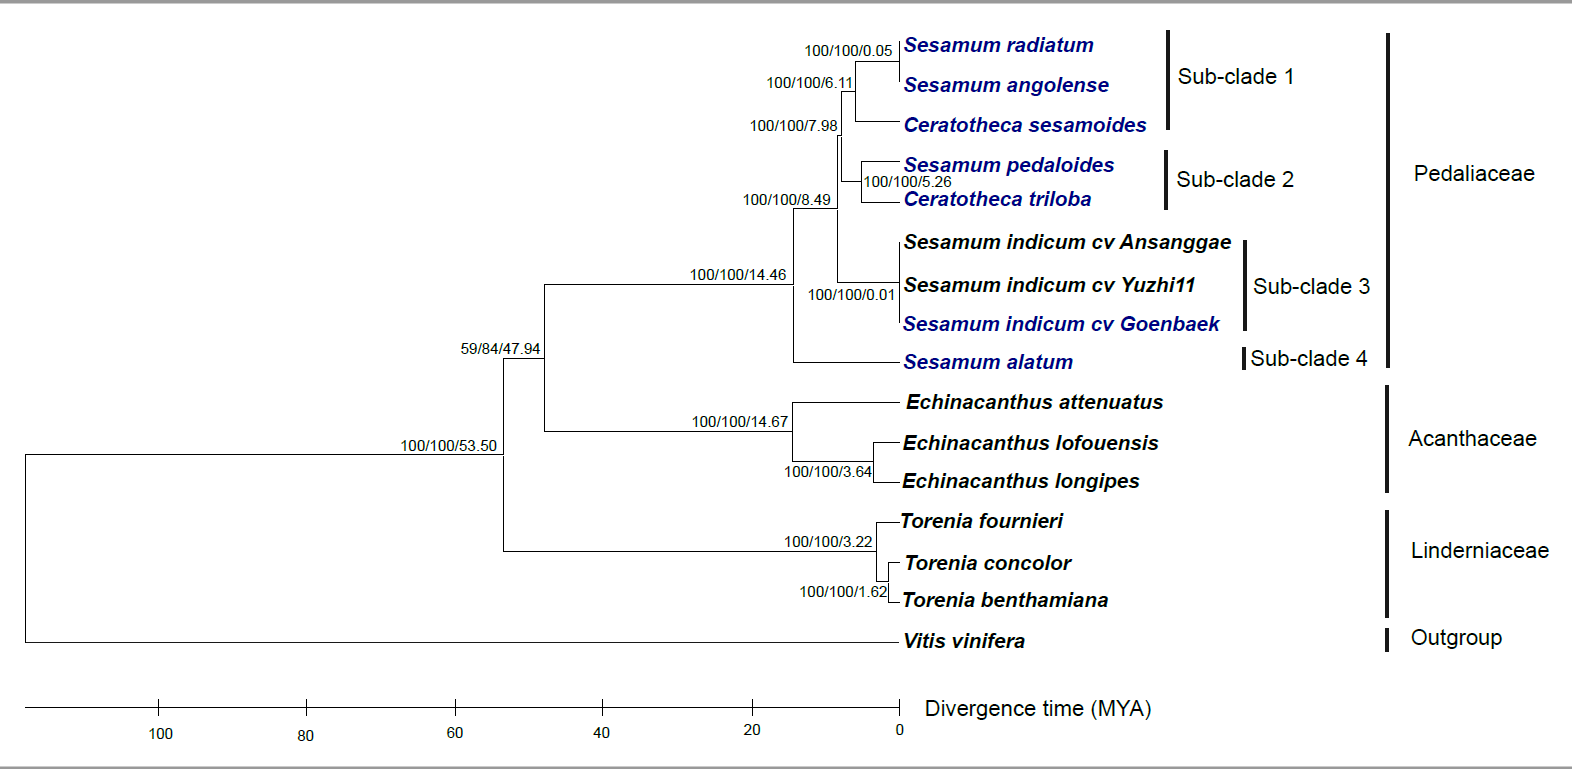 100/100/0.05
Sesamum radiatum
Sub-clade 1
100/100/6.11
Sesamum angolense
100/100/7.98
Ceratotheca sesamoides
Sesamum pedaloides
Pedaliaceae
100/100/5.26
Sub-clade 2
100/100/8.49
Ceratotheca triloba
Sesamum indicum cv Ansanggae
100/100/14.46
Sesamum indicum cv Yuzhi11
Sub-clade 3
100/100/0.01
Sesamum indicum cv Goenbaek
59/84/47.94
Sesamum alatum
Sub-clade 4
Echinacanthus attenuatus
100/100/14.67
Acanthaceae
100/100/53.50
Echinacanthus lofouensis
100/100/3.64
Echinacanthus longipes
Torenia fournieri
100/100/3.22
Linderniaceae
Torenia concolor
100/100/1.62
Torenia benthamiana
Vitis vinifera
Outgroup
Divergence time (MYA)
100 80 60 40 20 0